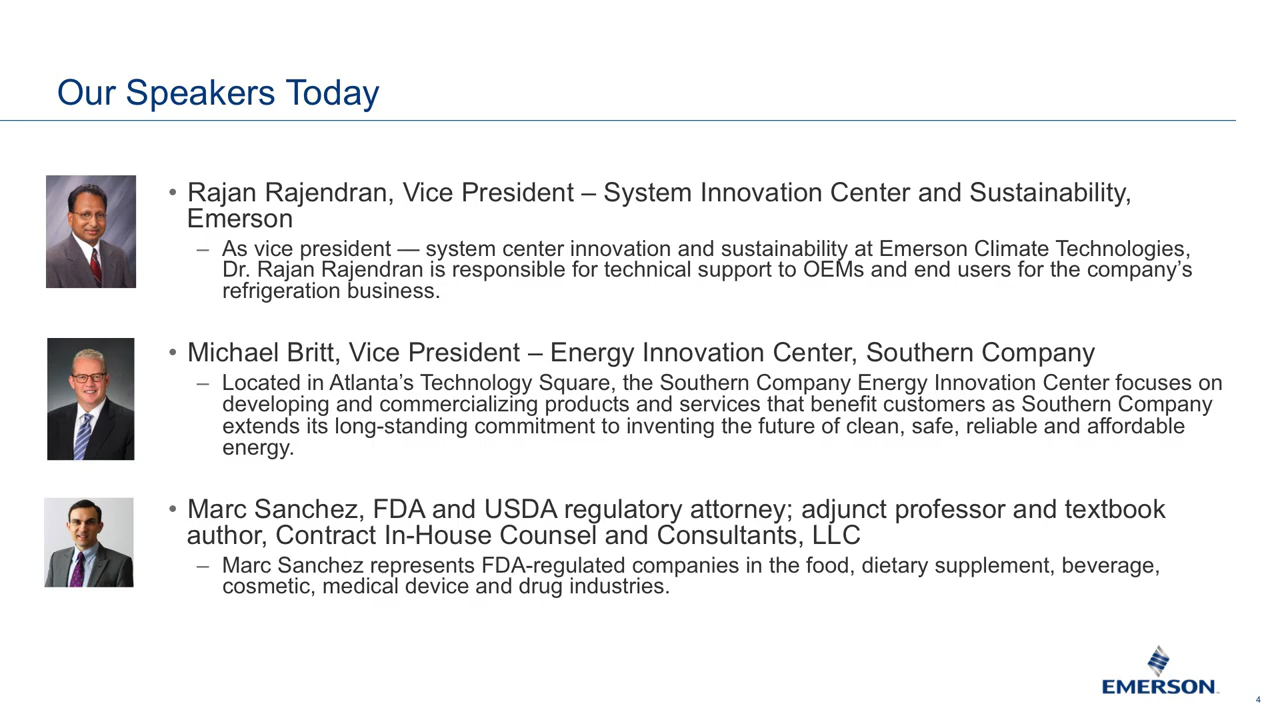 Our Speakers Today
• Rajan Rajendran, Vice President – System Innovation Center and Sustainability,
Emerson
– As vice president — system center innovation and sustainability at Emerson Climate Technologies,
Dr. Rajan Rajendran is responsible for technical support to OEMs and end users for the company’s
refrigeration business.
• Michael Britt, Vice President – Energy Innovation Center, Southern Company
– Located in Atlanta’s Technology Square, the Southern Company Energy Innovation Center focuses on
developing and commercializing products and services that benefit customers as Southern Company
extends its long-standing commitment to inventing the future of clean, safe, reliable and affordable
energy.
• Marc Sanchez, FDA and USDA regulatory attorney; adjunct professor and textbook
author, Contract In-House Counsel and Consultants, LLC
– Marc Sanchez represents FDA-regulated companies in the food, dietary supplement, beverage,
cosmetic, medical device and drug industries.
EMERSON
4